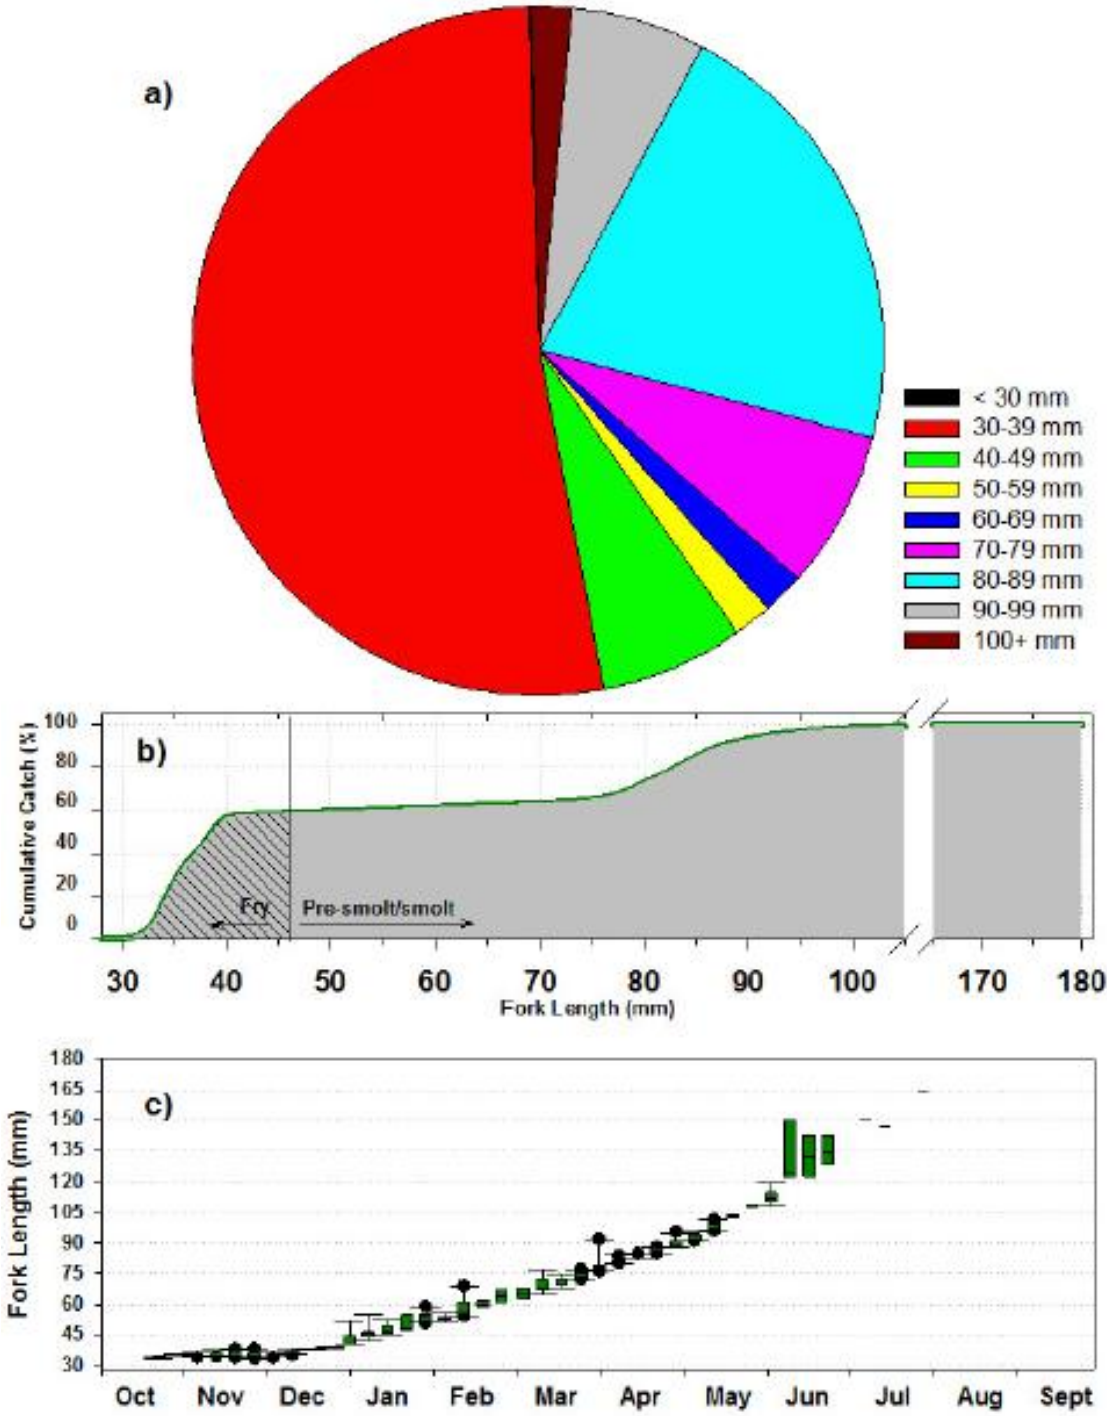 a)
< 30 mm
30-39 mm
40-49 mm
50-59 mm
60-69 mm
70-79 mm
80-89 mm
90-99 mm
100+ mm
Cumulative Catch (%)
100
80
60
40
20
0
b)
Fry
Pre-smolt/smolt
30 40 50 60 70 80 90 100 170 180
Fork Length (mm)
Fork Length (mm)
180
165
150
135
120
105
90
75
60
45
30
c)
Oct Nov Dec Jan Feb Mar Apr May Jun Jul Aug Sept